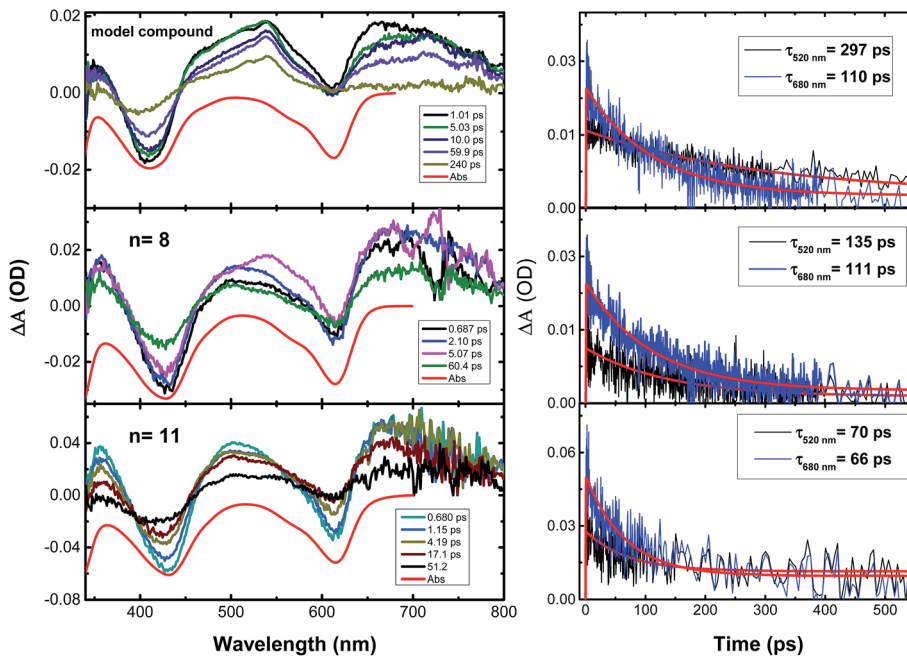 model compound
0.02
0.00
-0.02
1.01 ps
5.03 ps
10.0 ps
59.9 ps
240 ps
Abs
n= 8
0.02
0.00
-0.02
0.687 ps
2.10 ps
5.07 ps
60.4 ps
Abs
n= 11
0.04
0.00
-0.04
-0.08
0.680 ps
1.15 ps
4.19 ps
17.1 ps
51.2
Abs
400 500 600 700 800
Wavelength (nm)
ΔA (OD)
0.03
0.01
0.00
τ520 nm = 297 ps
τ680 nm = 110 ps
0.03
0.01
0.00
τ520 nm = 135 ps
τ680 nm = 111 ps
0.06
0.03
0.00
τ520 nm = 70 ps
τ680 nm = 66 ps
0 100 200 300 400 500
Time (ps)
ΔA (OD)